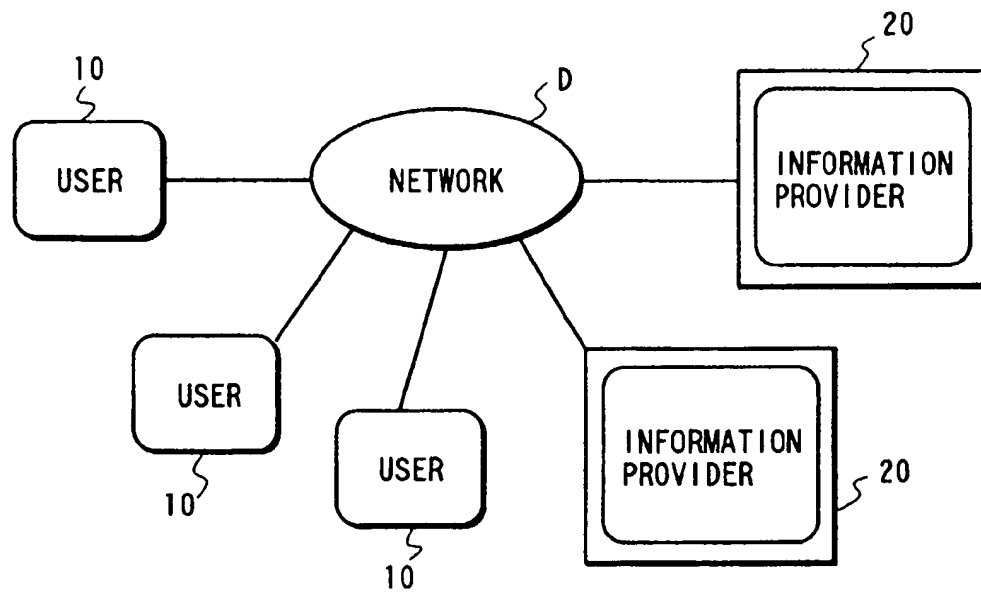 20
10
D
USER
NETWORK
INFORMATION
PROVIDER
USER
10
USER
10
INFORMATION
PROVIDER
20